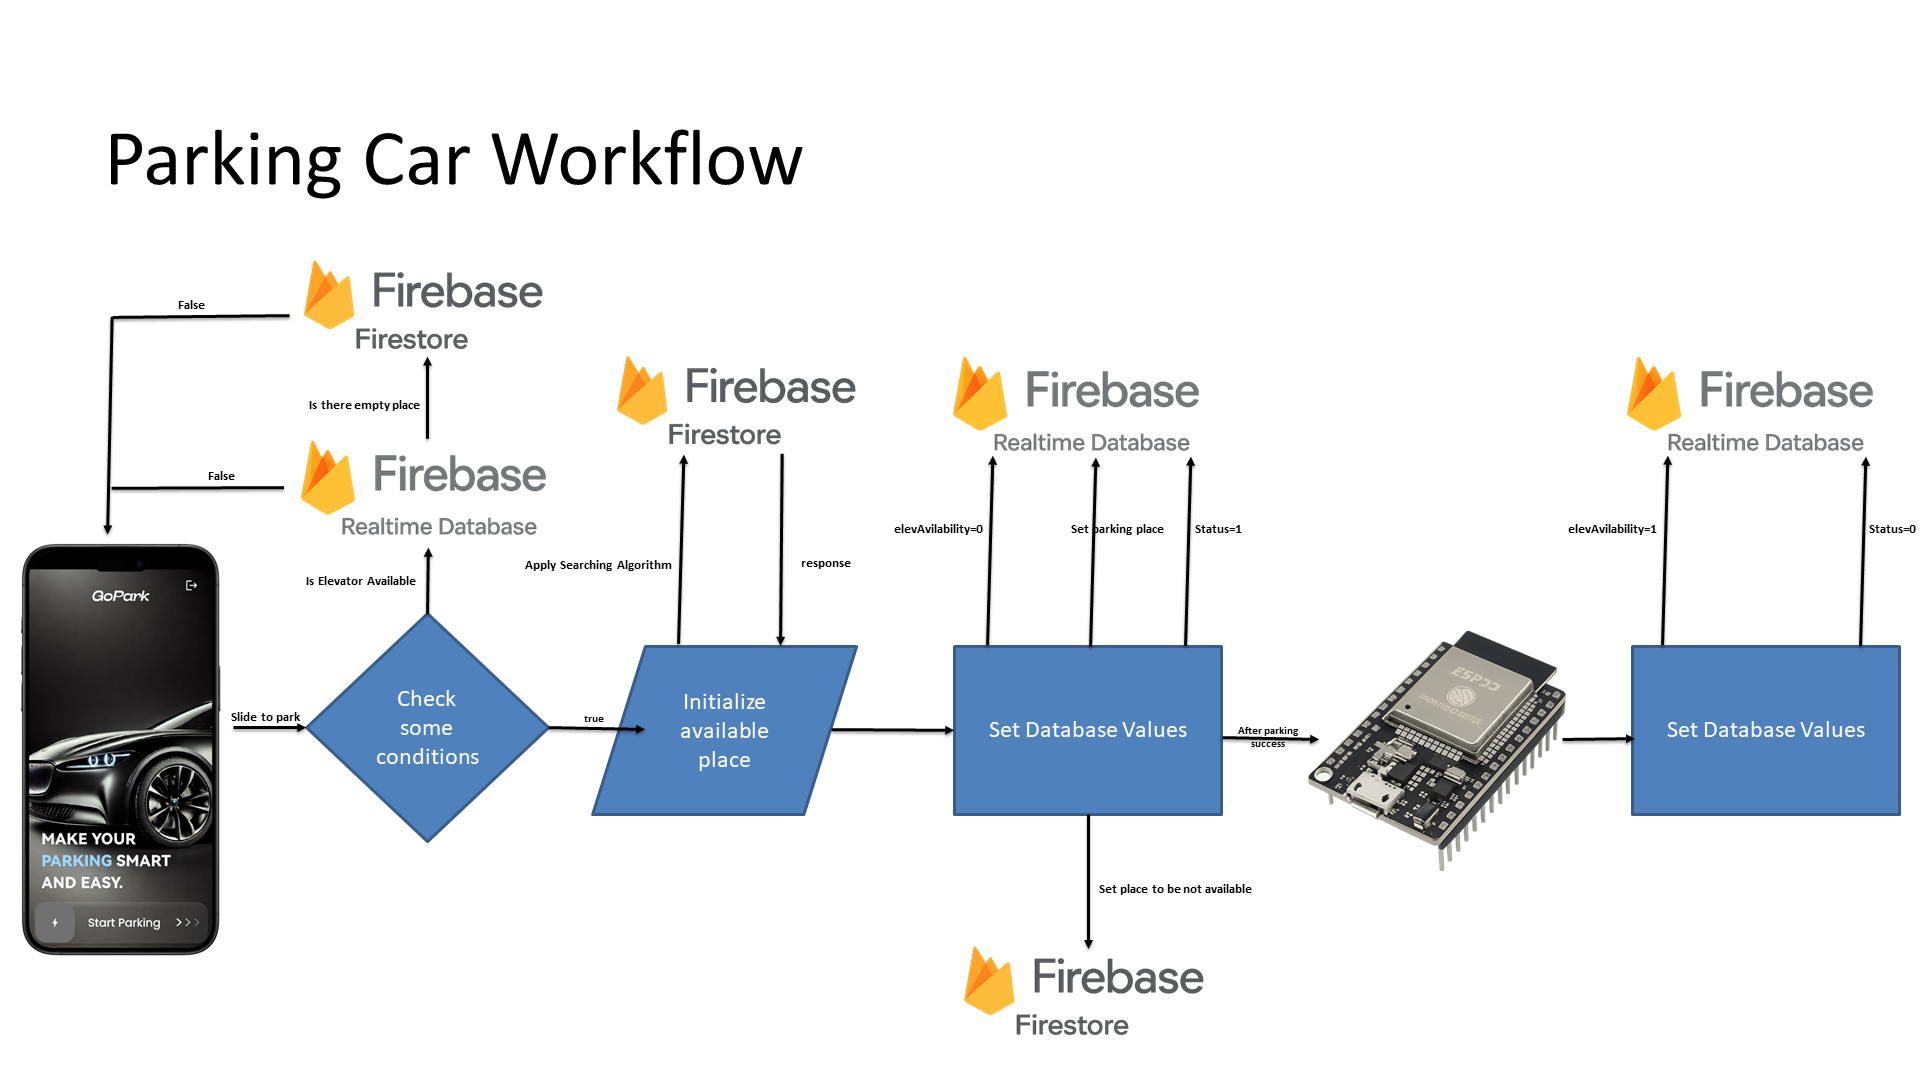 Parking Car Workflow
False
Firebase
Firestore
Is there empty place
False
Firebase
Realtime Database
Is Elevator Available
GoPark
MAKE YOUR
PARKING SMART
AND EASY.
Start Parking
Slide to park
Check
some
conditions
true
Firebase
Firestore
Apply Searching Algorithm
response
Initialize
available
place
Firebase
Realtime Database
elevAvilability=0
Set parking place
Status=1
Set Database Values
Set place to be not available
Firebase
Firestore
After parking
success
Firebase
Realtime Database
elevAvilability=1
Status=0
Set Database Values